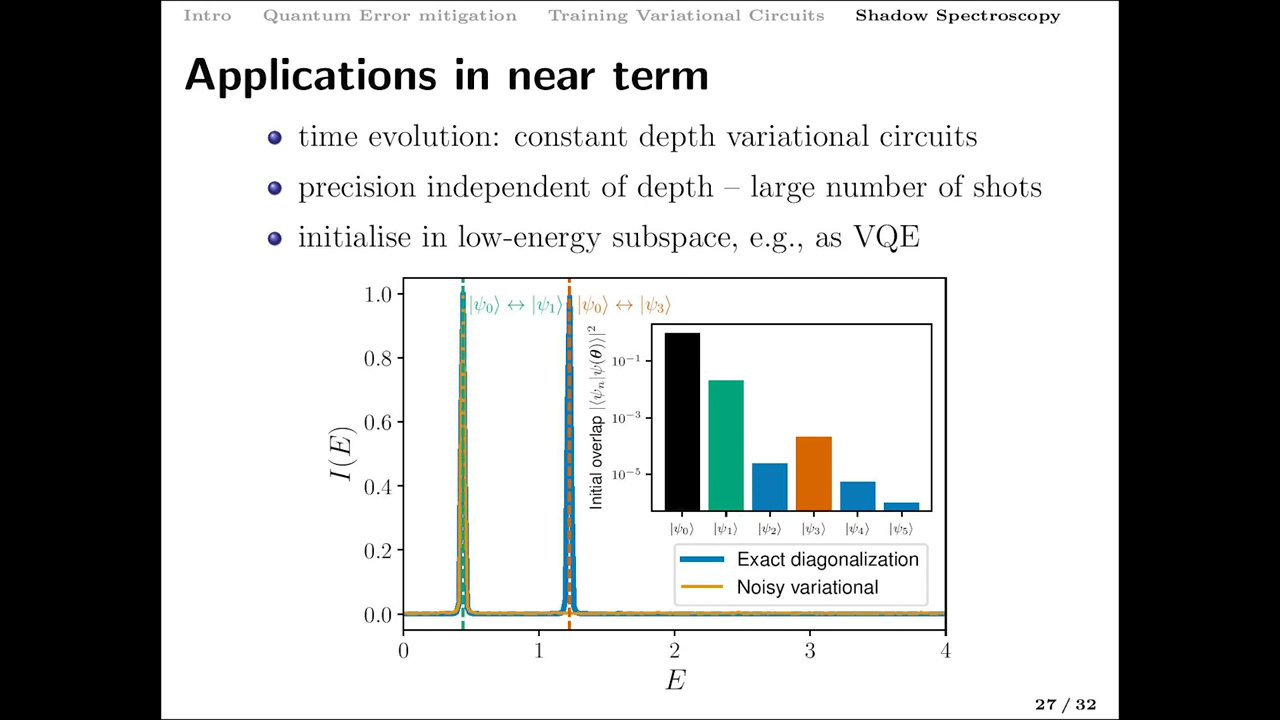 Intro Quantum Error mitigation Training Variational Circuits Shadow Spectroscopy
Applications in near term
time evolution: constant depth variational circuits
precision independent of depth – large number of shots
initialise in low-energy subspace, e.g., as VQE
|ψ₀⟩ ↔ |ψ₁⟩ |ψ₀⟩ ↔ |ψ₃⟩
I(E)
1.0
0.8
0.6
0.4
0.2
0.0
0 1 2 3 4
E
Initial overlap |⟨ψₙ|ψ(θ)⟩|²
10⁻¹
10⁻³
10⁻⁵
|ψ₀⟩ |ψ₁⟩ |ψ₂⟩ |ψ₃⟩ |ψ₄⟩ |ψ₅⟩
Exact diagonalization
Noisy variational
27 / 32